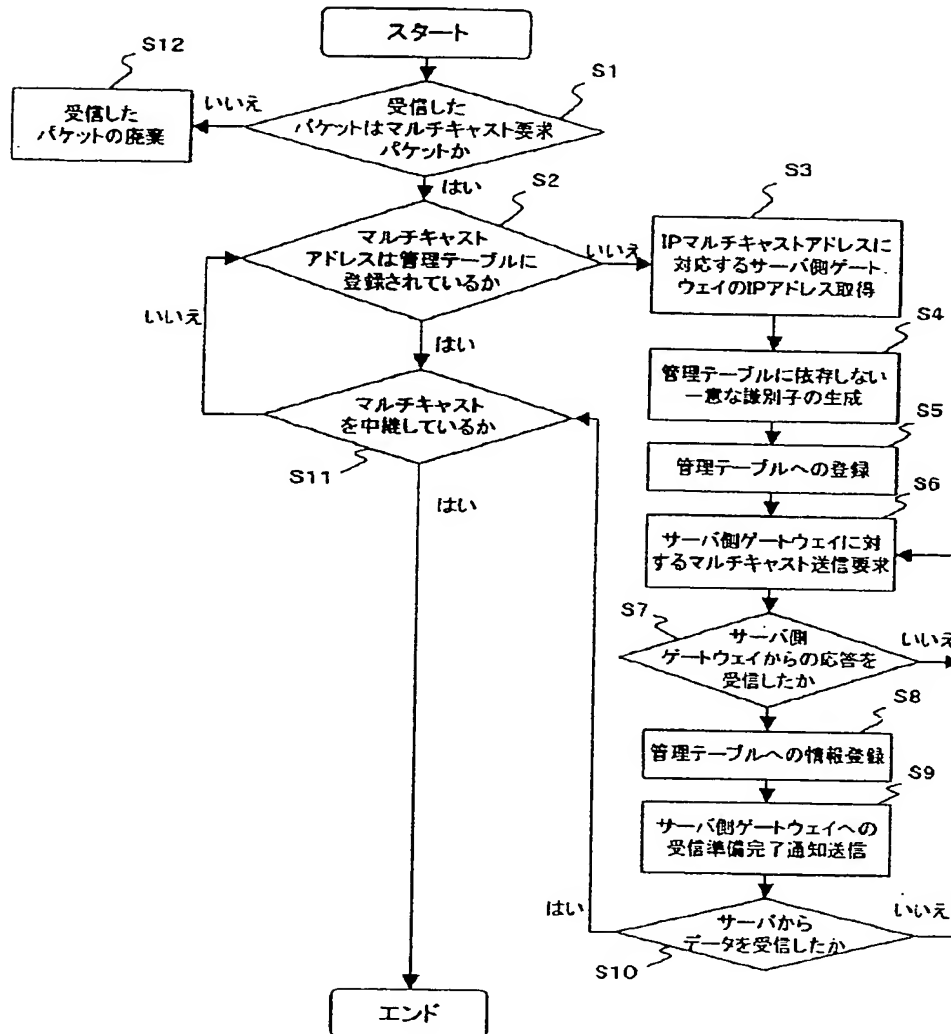 スタート
S12
S1
いいえ
受信した
パケットの廃棄
受信した
パケットはマルチキャスト要求
パケットか
はい
S2
S3
マルチキャスト
アドレスは管理テーブルに
登録されているか
いいえ
IPマルチキャストアドレスに
対応するサーバ側ゲート
ウェイのIPアドレス取得
いいえ
はい
S4
管理テーブルに依存しない
一意な識別子の生成
マルチキャスト
を中継しているか
S5
S11
管理テーブルへの登録
はい
S6
サーバ側ゲートウェイに対
するマルチキャスト送信要求
S7
サーバ側
ゲートウェイからの応答を
受信したか
いいえ
S8
管理テーブルへの情報登録
S9
サーバ側ゲートウェイへの
受信準備完了通知送信
はい
サーバから
データを受信したか
いいえ
S10
エンド